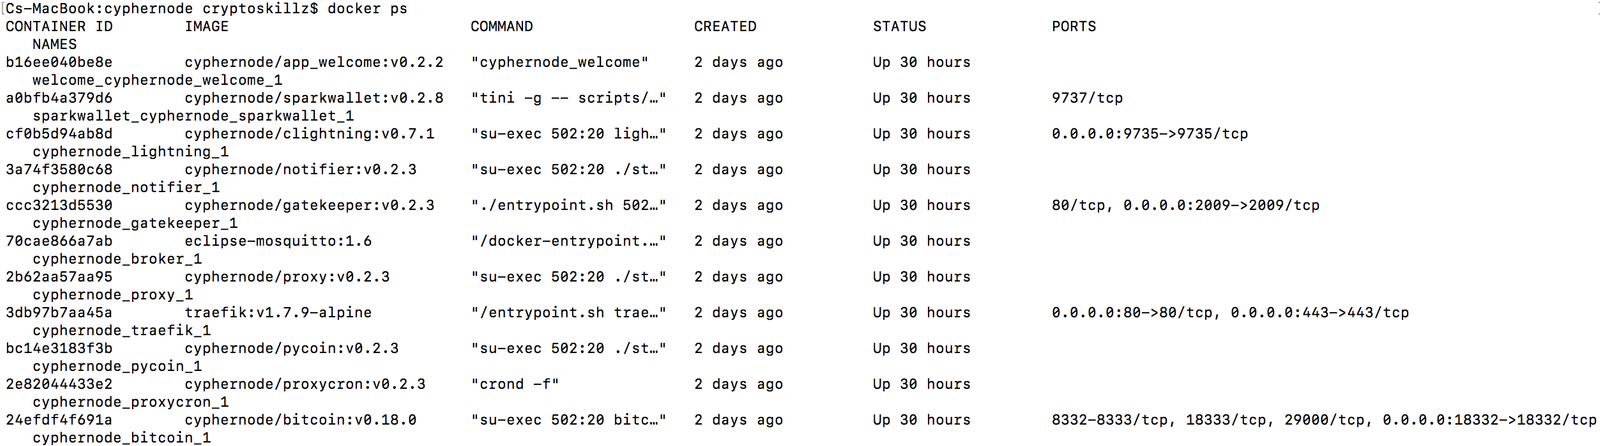 [Cs-MacBook:cyphernode cryptoskillz$ docker ps
CONTAINER ID        IMAGE                          COMMAND                  CREATED             STATUS              PORTS
   NAMES
b16ee040be8e        cyphernode/app_welcome:v0.2.2   "cyphernode_welcome"     2 days ago          Up 30 hours
   welcome_cyphernode_welcome_1
a0bfb4a379d6        cyphernode/sparkwallet:v0.2.8   "tini -g -- scripts/…"   2 days ago          Up 30 hours         9737/tcp
   sparkwallet_cyphernode_sparkwallet_1
cf0b5d94ab8d        cyphernode/clightning:v0.7.1    "su-exec 502:20 ligh…"   2 days ago          Up 30 hours         0.0.0.0:9735->9735/tcp
   cyphernode_lightning_1
3a74f3580c68        cyphernode/notifier:v0.2.3      "su-exec 502:20 ./st…"   2 days ago          Up 30 hours
   cyphernode_notifier_1
ccc3213d5530        cyphernode/gatekeeper:v0.2.3    "./entrypoint.sh 502…"   2 days ago          Up 30 hours         80/tcp, 0.0.0.0:2009->2009/tcp
   cyphernode_gatekeeper_1
70cae866a7ab        eclipse-mosquitto:1.6           "/docker-entrypoint.…"   2 days ago          Up 30 hours
   cyphernode_broker_1
2b62aa57aa95        cyphernode/proxy:v0.2.3         "su-exec 502:20 ./st…"   2 days ago          Up 30 hours
   cyphernode_proxy_1
3db97b7aa45a        traefik:v1.7.9-alpine           "/entrypoint.sh trae…"   2 days ago          Up 30 hours         0.0.0.0:80->80/tcp, 0.0.0.0:443->443/tcp
   cyphernode_traefik_1
bc14e3183f3b        cyphernode/pycoin:v0.2.3        "su-exec 502:20 ./st…"   2 days ago          Up 30 hours
   cyphernode_pycoin_1
2e82044433e2        cyphernode/proxycron:v0.2.3     "crond -f"               2 days ago          Up 30 hours
   cyphernode_proxycron_1
24efdf4f691a        cyphernode/bitcoin:v0.18.0      "su-exec 502:20 bitc…"   2 days ago          Up 30 hours         8332-8333/tcp, 18333/tcp, 29000/tcp, 0.0.0.0:18332->18332/tcp
   cyphernode_bitcoin_1